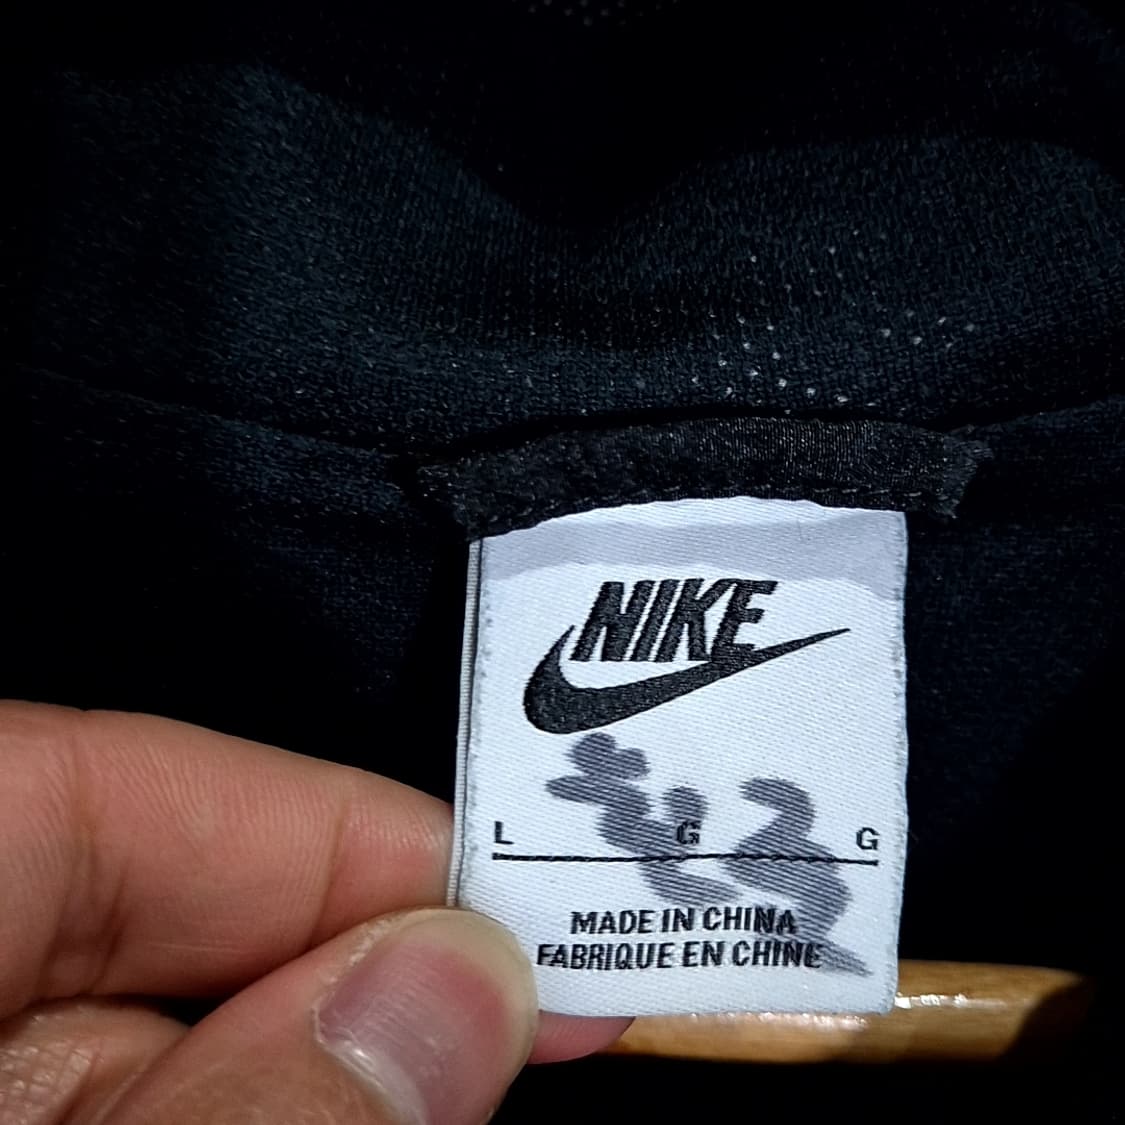 NIKE
L G G
MADE IN CHINA
FABRIQUE EN CHINE